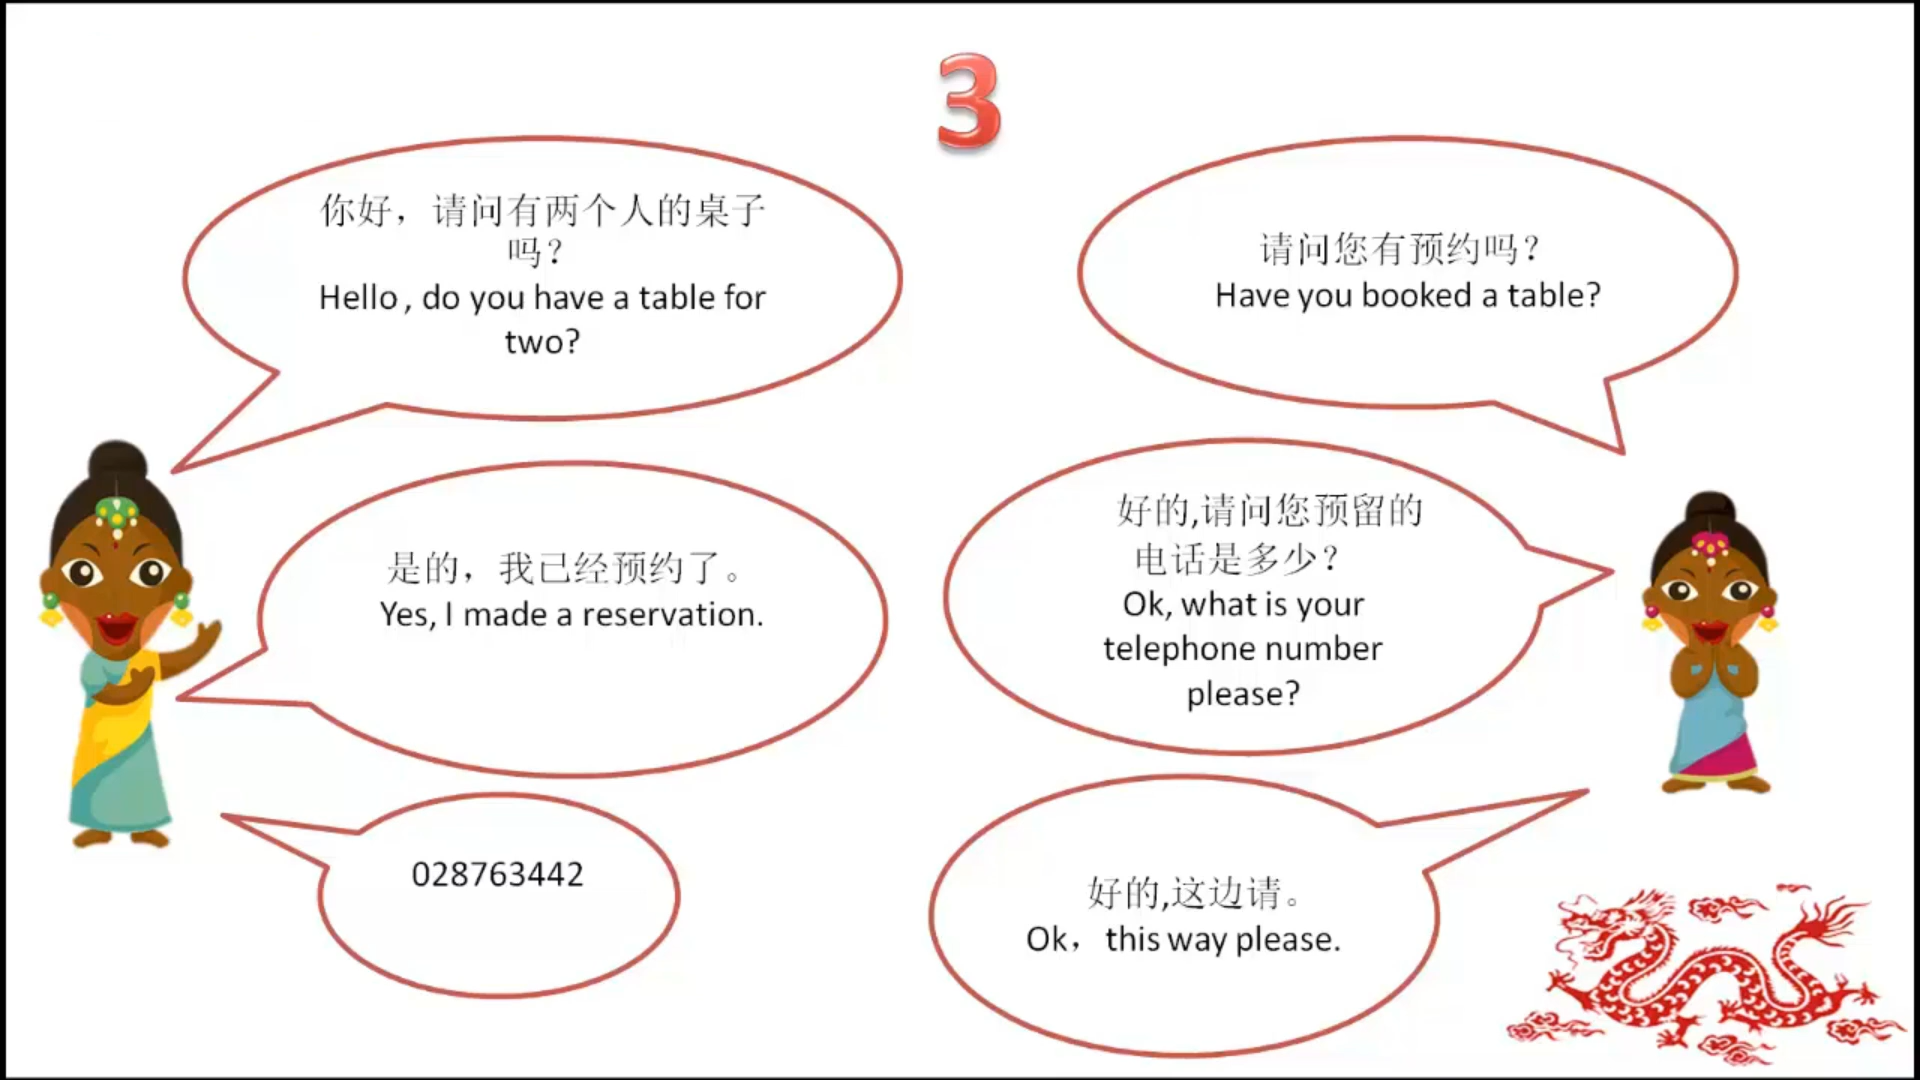 3
你好，请问有两个人的桌子
吗？
Hello , do you have a table for
two?
请问您有预约吗？
Have you booked a table?
是的，我已经预约了。
Yes, I made a reservation.
好的,请问您预留的
电话是多少？
Ok, what is your
telephone number
please?
028763442
好的,这边请。
Ok， this way please.